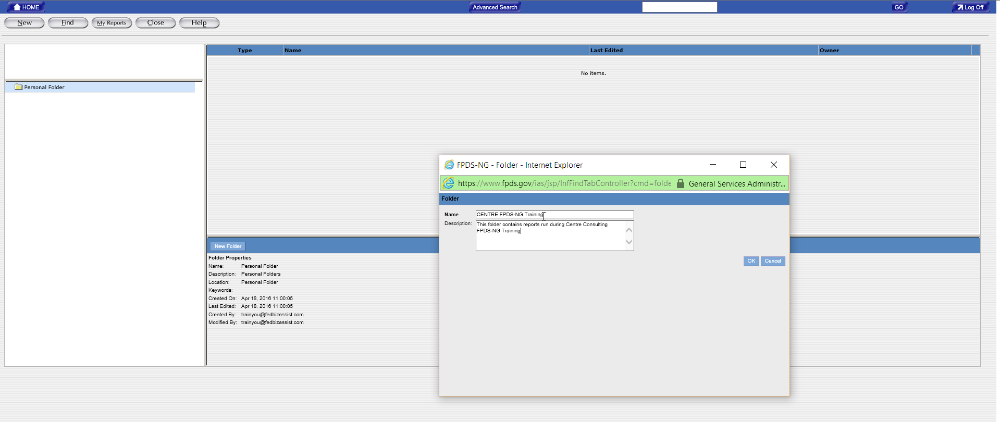 HOME
Advanced Search
GO
Log Off
New
Find
My Reports
Close
Help
Type
Name
Last Edited
Owner
No items.
Personal Folder
FPDS-NG - Folder - Internet Explorer
https://www.fpds.gov/ias/jsp/InfFindTabController?cmd=folde
General Services Administr...
Folder
Name
CENTRE FPDS-NG Training
Description:
This folder contains reports run during Centre Consulting
FPDS-NG Training
OK
Cancel
New Folder
Folder Properties
Name: Personal Folder
Description: Personal Folders
Location: Personal Folder
Keywords:
Created On: Apr 18, 2016 11:00:05
Last Edited: Apr 18, 2016 11:00:05
Created By: trainyou@fedbizassist.com
Modified By: trainyou@fedbizassist.com